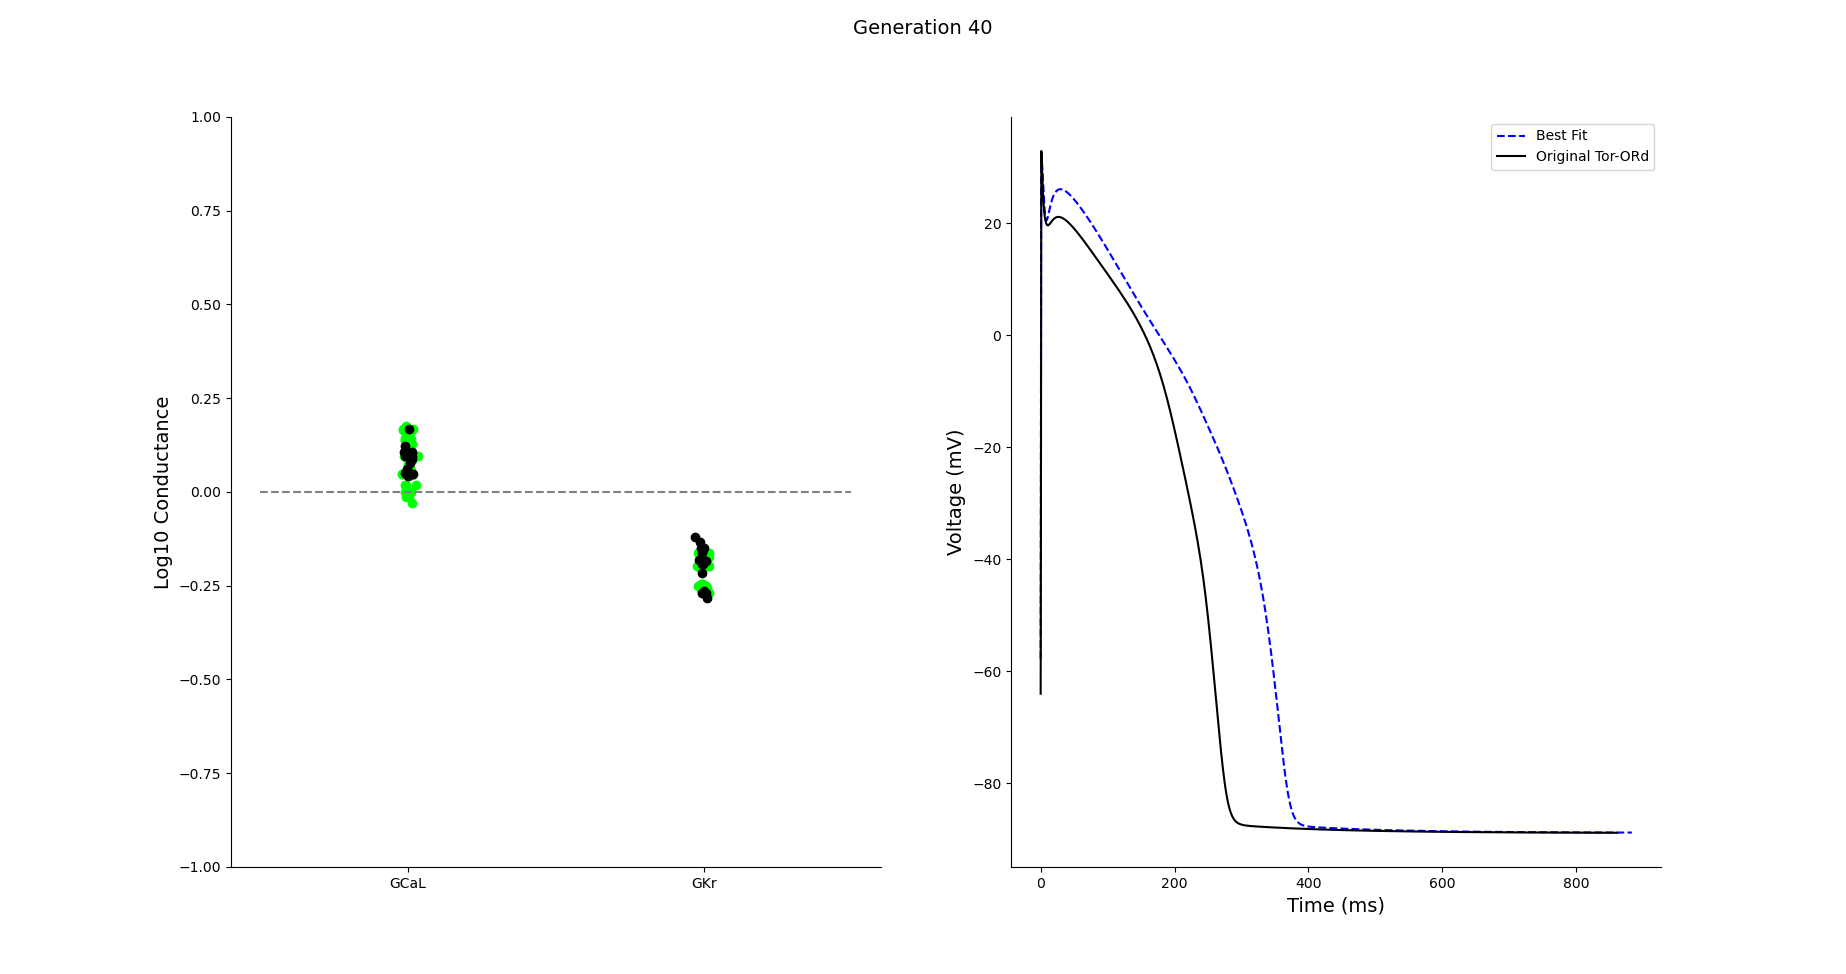 Generation 40
1.00
0.75
0.50
0.25
0.00
−0.25
−0.50
−0.75
−1.00
Log10 Conductance
GCaL
GKr
Best Fit
Original Tor-ORd
20
0
−20
−40
−60
−80
Voltage (mV)
0
200
400
600
800
Time (ms)